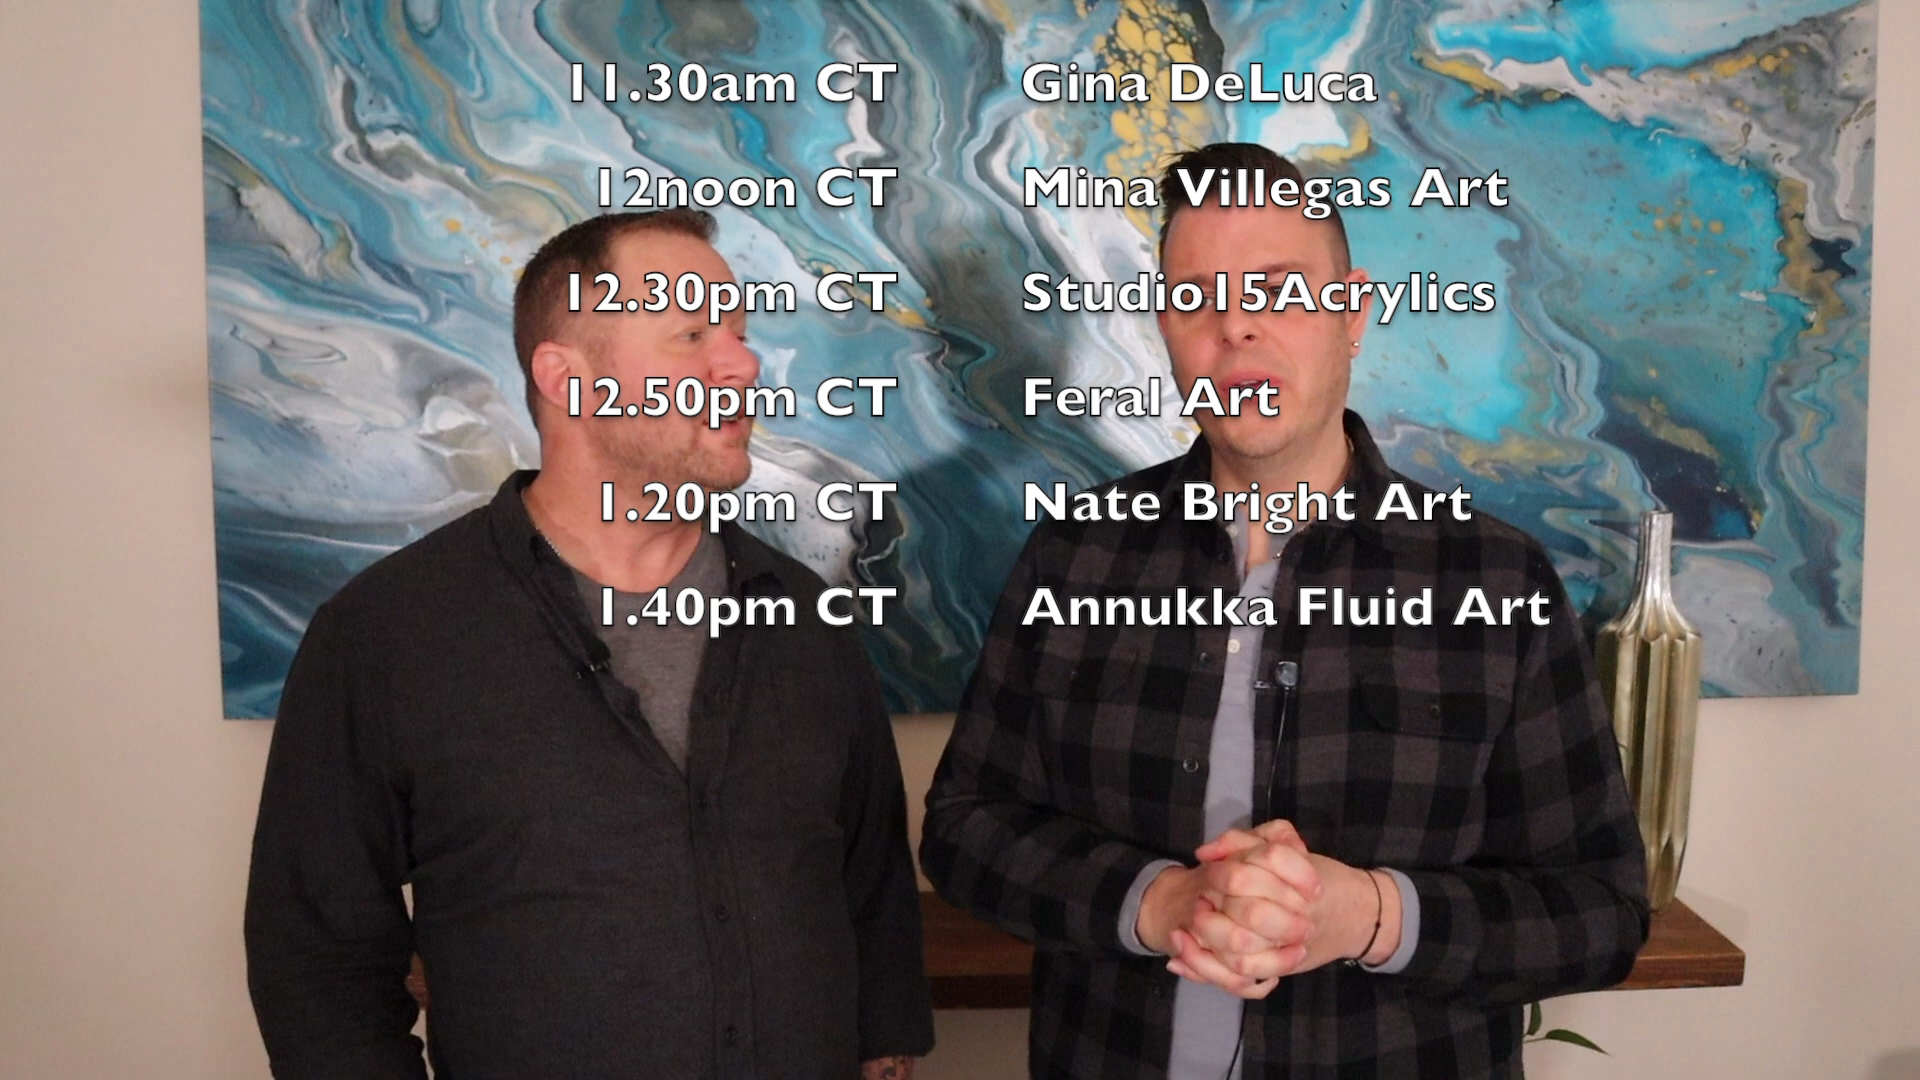 11.30am CT Gina DeLuca
12noon CT Mina Villegas Art
12.30pm CT Studio15Acrylics
12.50pm CT Feral Art
1.20pm CT Nate Bright Art
1.40pm CT Annukka Fluid Art